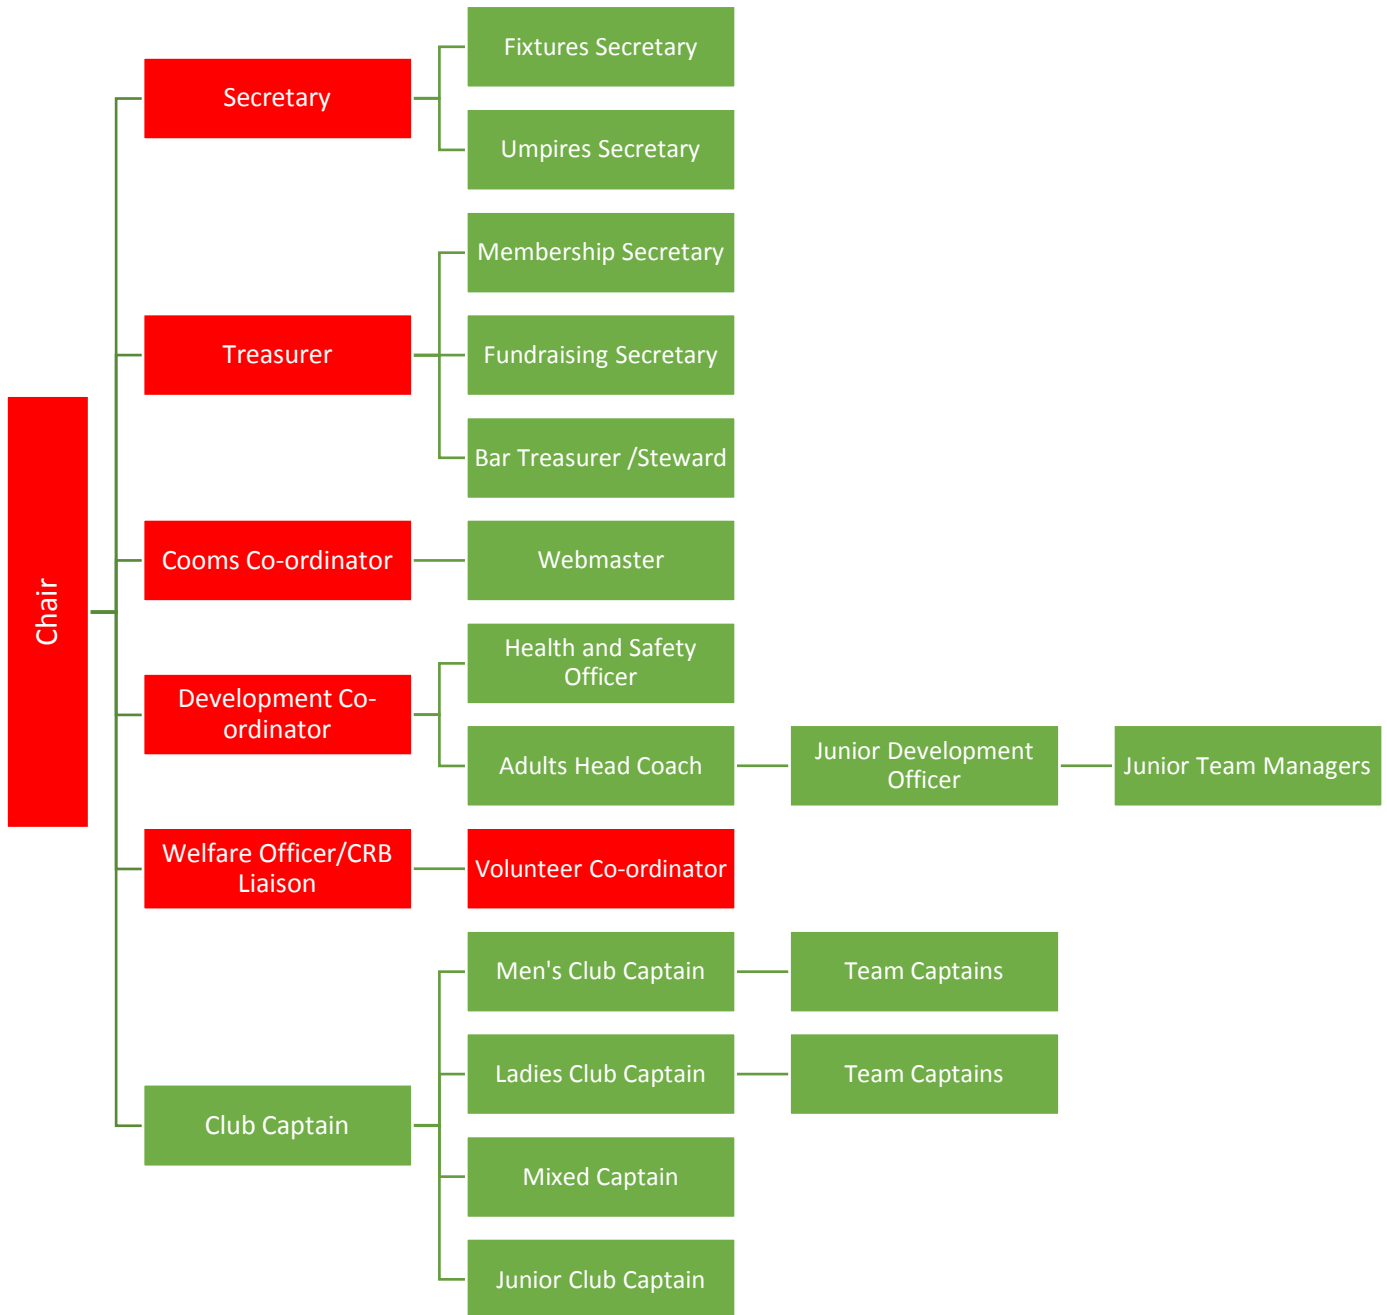 Chair
Secretary
Fixtures Secretary
Umpires Secretary
Treasurer
Membership Secretary
Fundraising Secretary
Bar Treasurer /Steward
Cooms Co-ordinator
Webmaster
Development Co-
ordinator
Health and Safety
Officer
Adults Head Coach
Junior Development
Officer
Junior Team Managers
Welfare Officer/CRB
Liaison
Volunteer Co-ordinator
Club Captain
Men's Club Captain
Team Captains
Ladies Club Captain
Team Captains
Mixed Captain
Junior Club Captain